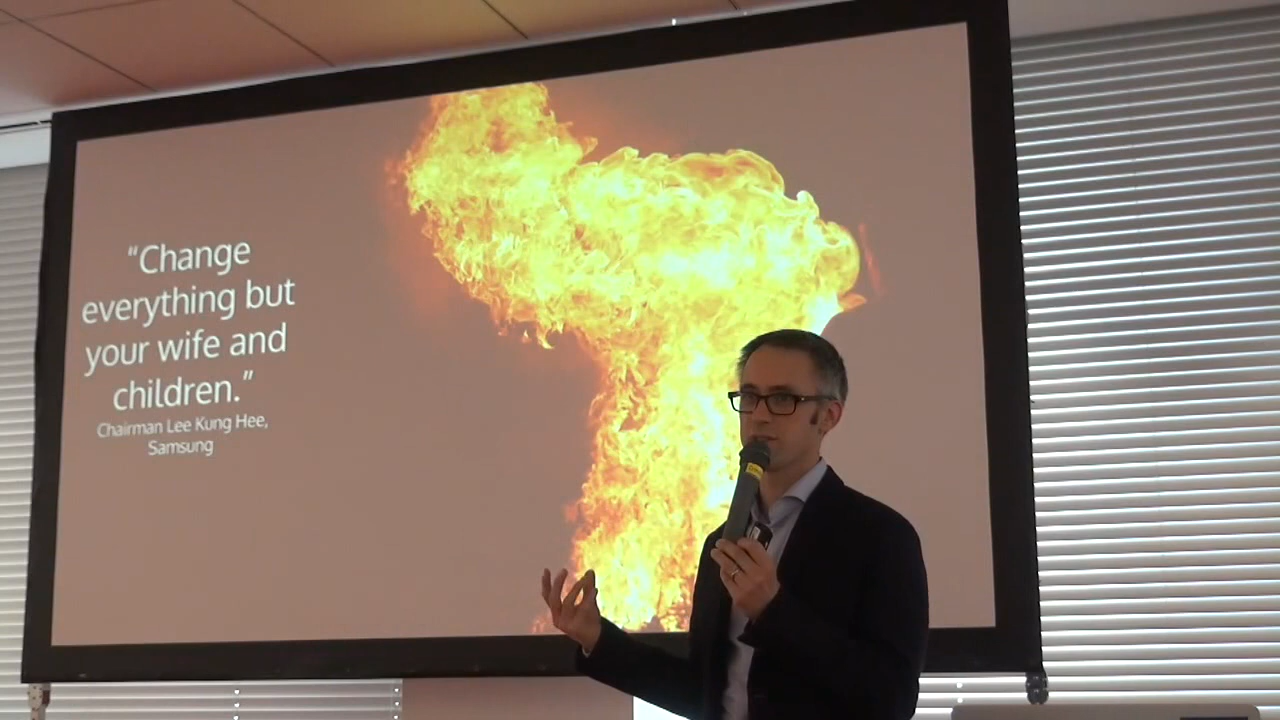 “Change
everything but
your wife and
children.”
Chairman Lee Kung Hee,
Samsung